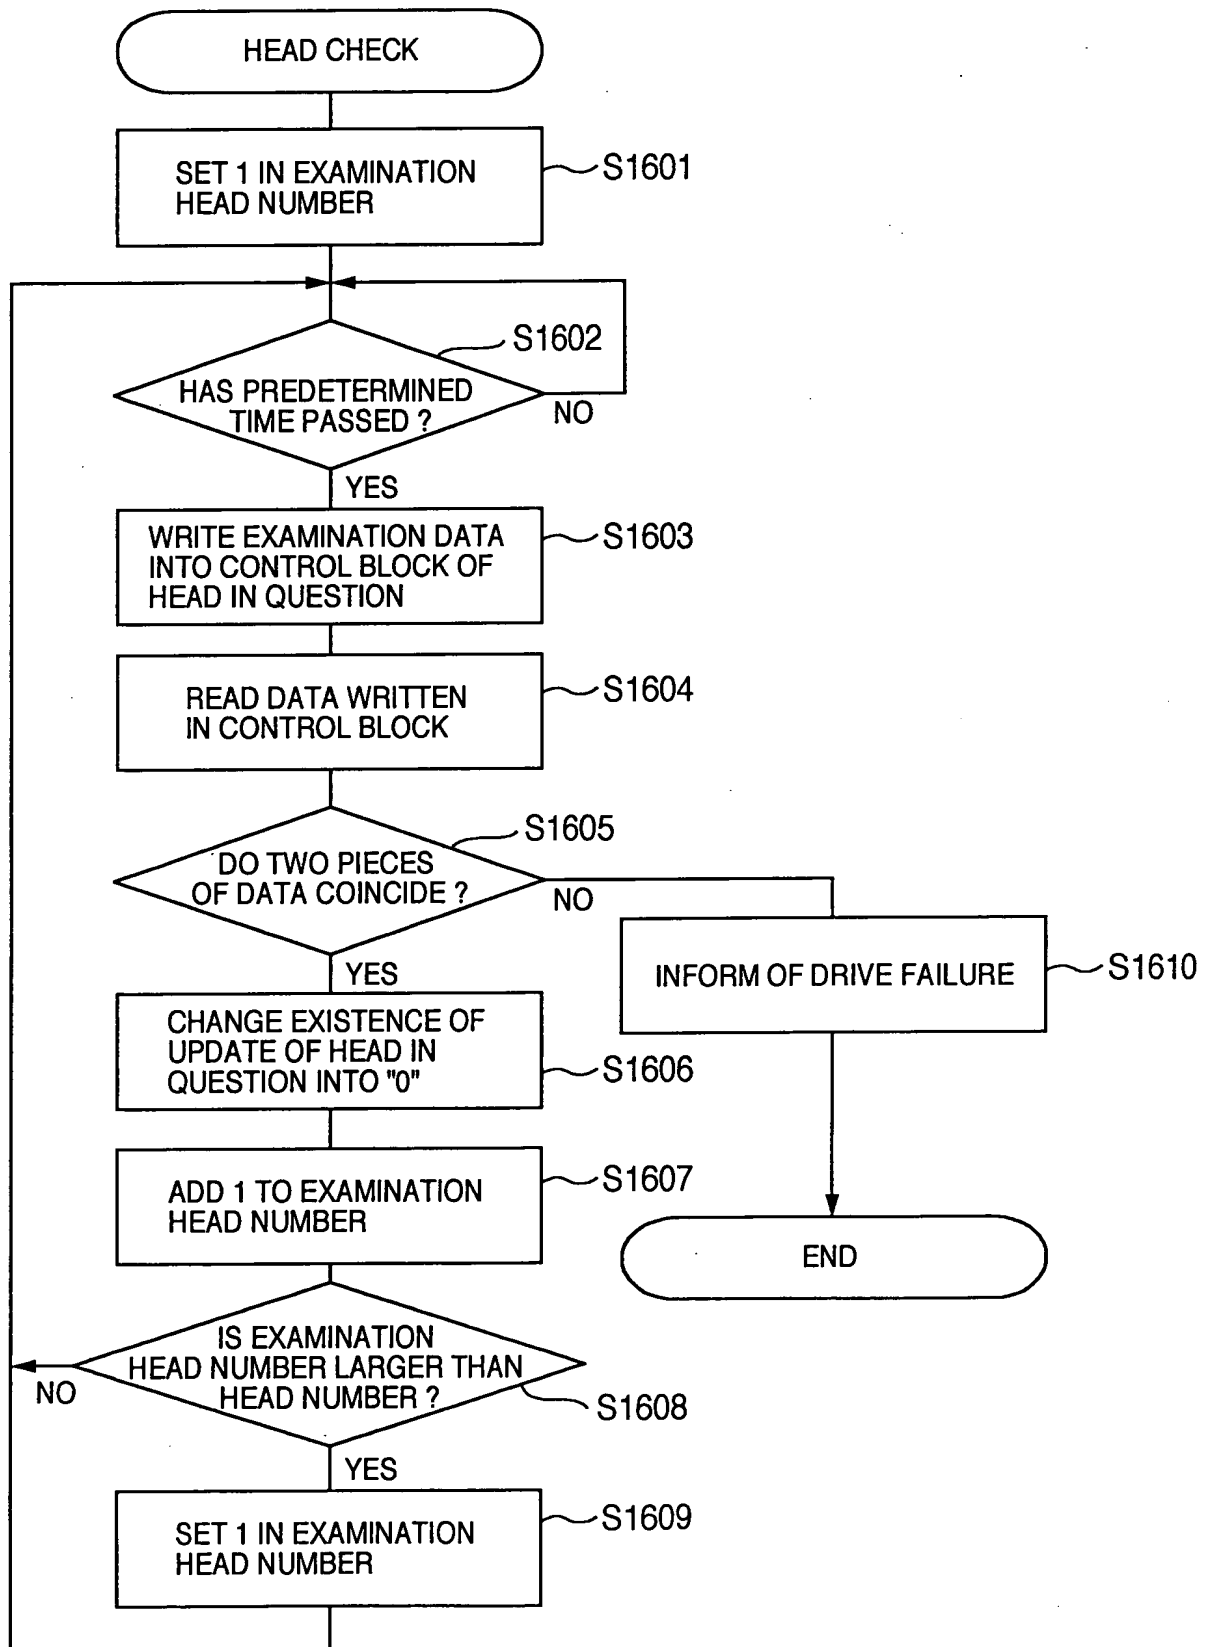 HEAD CHECK
SET 1 IN EXAMINATION
HEAD NUMBER
S1601
S1602
HAS PREDETERMINED
TIME PASSED ?
NO
YES
WRITE EXAMINATION DATA
INTO CONTROL BLOCK OF
HEAD IN QUESTION
S1603
READ DATA WRITTEN
IN CONTROL BLOCK
S1604
S1605
DO TWO PIECES
OF DATA COINCIDE ?
NO
YES
INFORM OF DRIVE FAILURE
S1610
CHANGE EXISTENCE OF
UPDATE OF HEAD IN
QUESTION INTO "0"
S1606
ADD 1 TO EXAMINATION
HEAD NUMBER
S1607
END
IS EXAMINATION
HEAD NUMBER LARGER THAN
HEAD NUMBER ?
NO
S1608
YES
SET 1 IN EXAMINATION
HEAD NUMBER
S1609